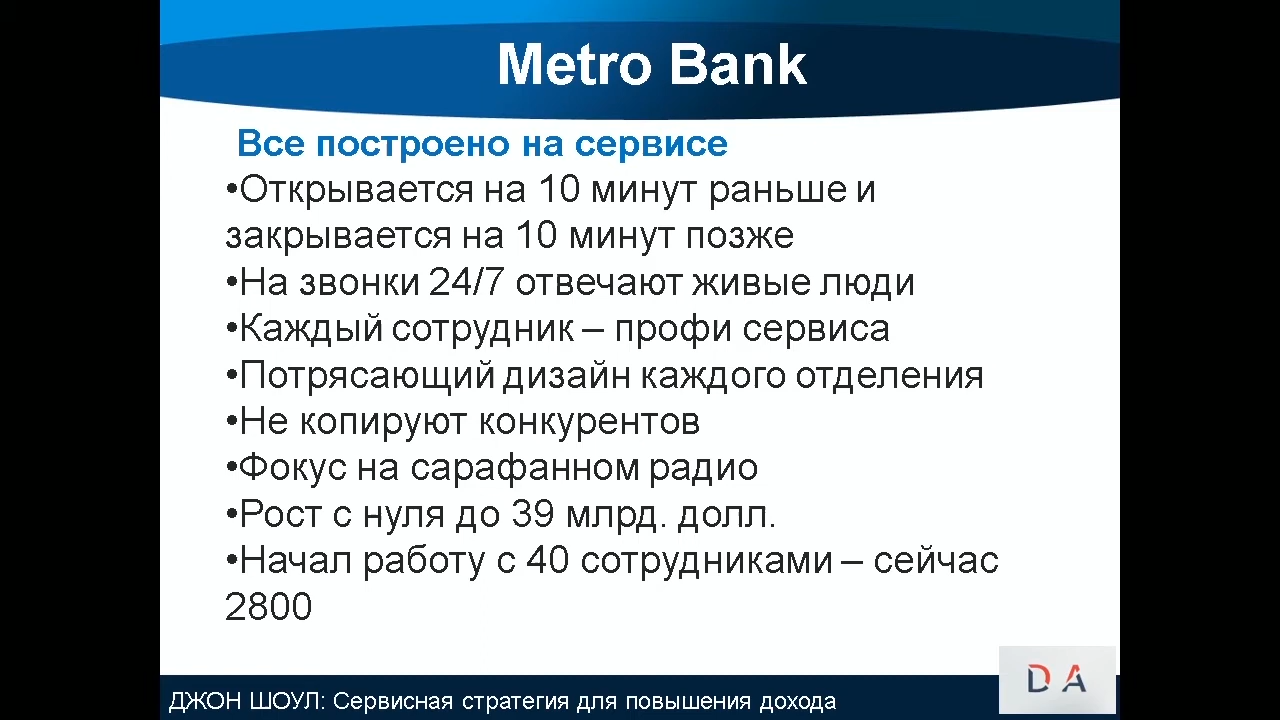 Metro Bank
Все построено на сервисе
•Открывается на 10 минут раньше и
закрывается на 10 минут позже
•На звонки 24/7 отвечают живые люди
•Каждый сотрудник – профи сервиса
•Потрясающий дизайн каждого отделения
•Не копируют конкурентов
•Фокус на сарафанном радио
•Рост с нуля до 39 млрд. долл.
•Начал работу с 40 сотрудниками – сейчас
2800
ДЖОН ШОУЛ: Сервисная стратегия для повышения дохода
DA